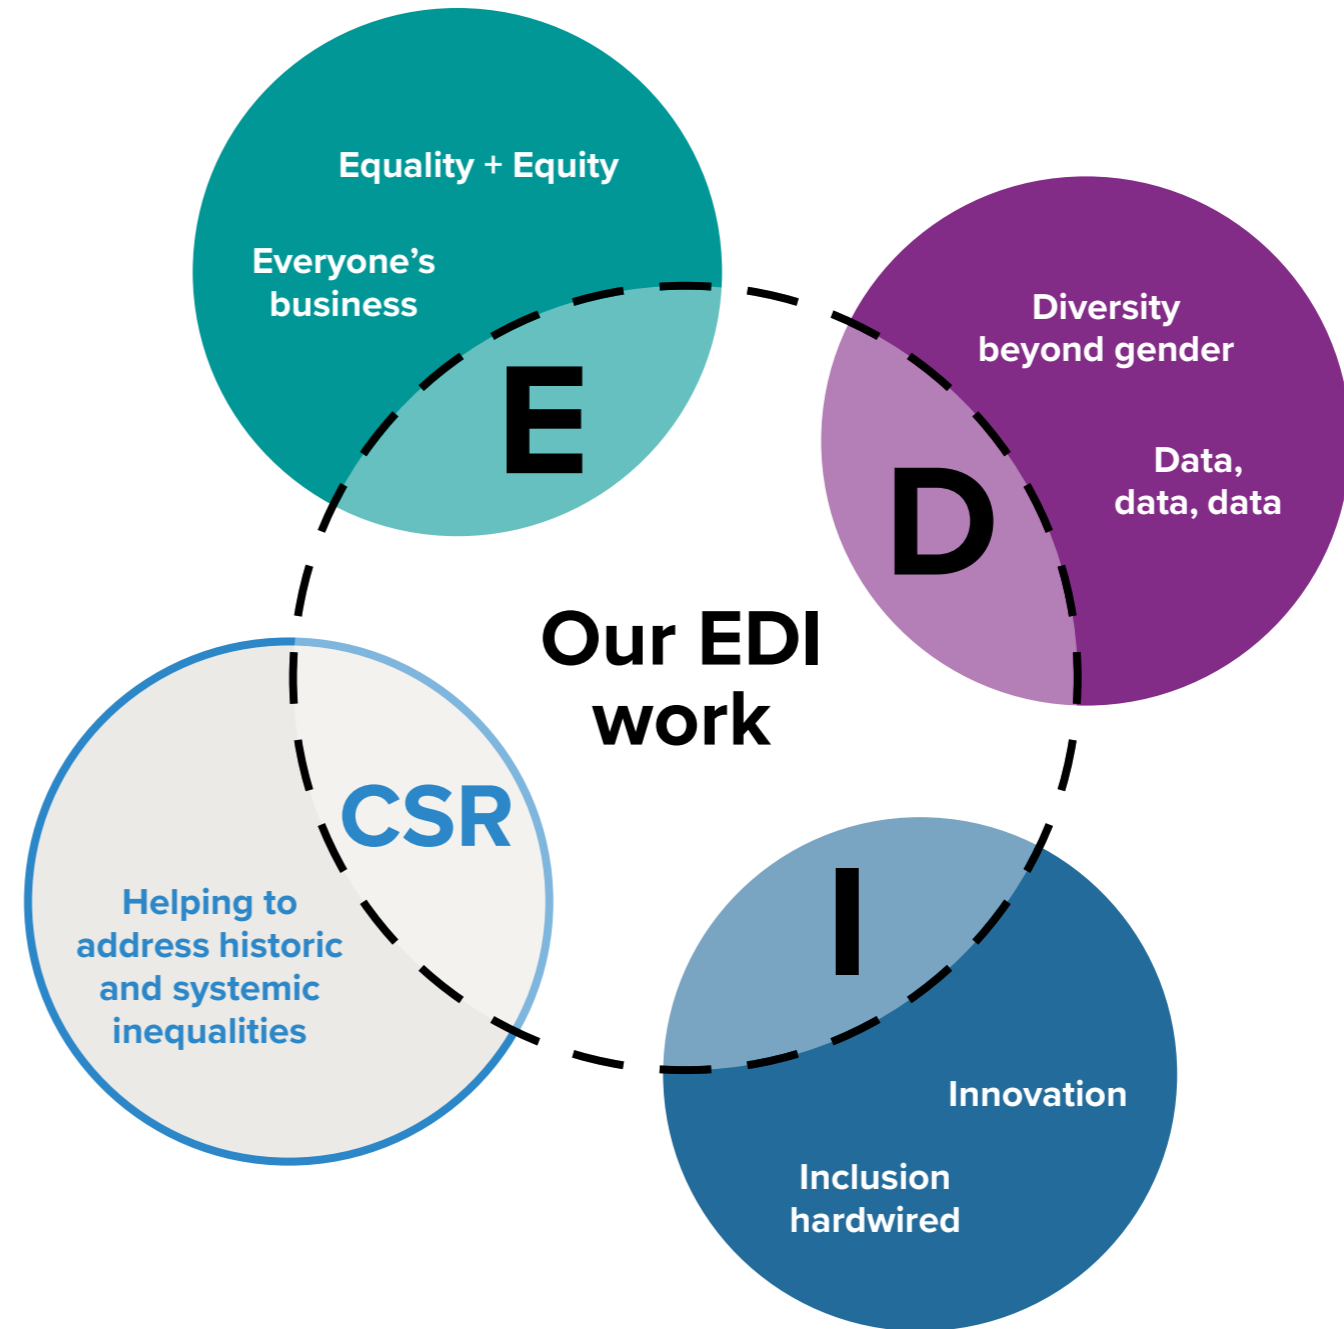 Equality + Equity
Everyone’s
business
E
Diversity
beyond gender
Data,
data, data
D
Our EDI
work
CSR
Helping to
address historic
and systemic
inequalities
I
Innovation
Inclusion
hardwired